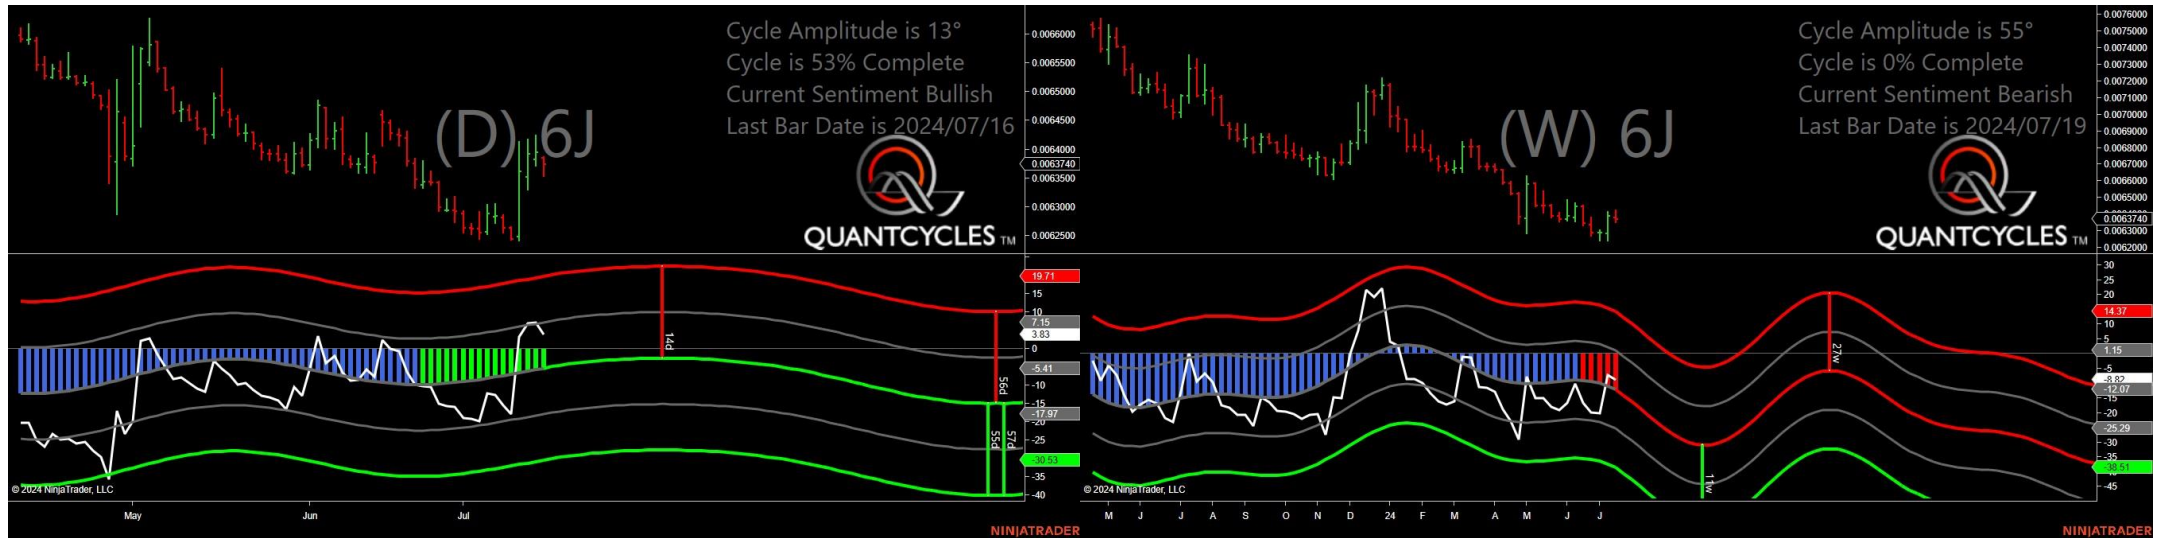 Cycle Amplitude is 13°
Cycle is 53% Complete
Current Sentiment Bullish
Last Bar Date is 2024/07/16
(D) 6J
QUANTCYCLES TM
0.0066000
0.0065500
0.0065000
0.0064500
0.0064000
0.0063740
0.0063500
0.0063000
0.0062500
19.71
15
10
7.15
3.83
0
-5.41
-10
-15
-17.97
-20
-25
-30.53
-35
-40
14d
56d
55d
57d
© 2024 NinjaTrader, LLC
May
Jun
Jul
NINJATRADER
Cycle Amplitude is 55°
Cycle is 0% Complete
Current Sentiment Bearish
Last Bar Date is 2024/07/19
(W) 6J
QUANTCYCLES TM
0.0076000
0.0075000
0.0074000
0.0073000
0.0072000
0.0071000
0.0070000
0.0069000
0.0068000
0.0067000
0.0066000
0.0065000
0.0063740
0.0063000
0.0062000
30
25
20
14.37
10
5
1.15
-5
-8.82
-12.07
-15
-20
-25.29
-30
-35
-38.51
-45
27w
11w
© 2024 NinjaTrader, LLC
M
J
J
A
S
O
N
D
24
F
M
A
M
J
J
NINJATRADER